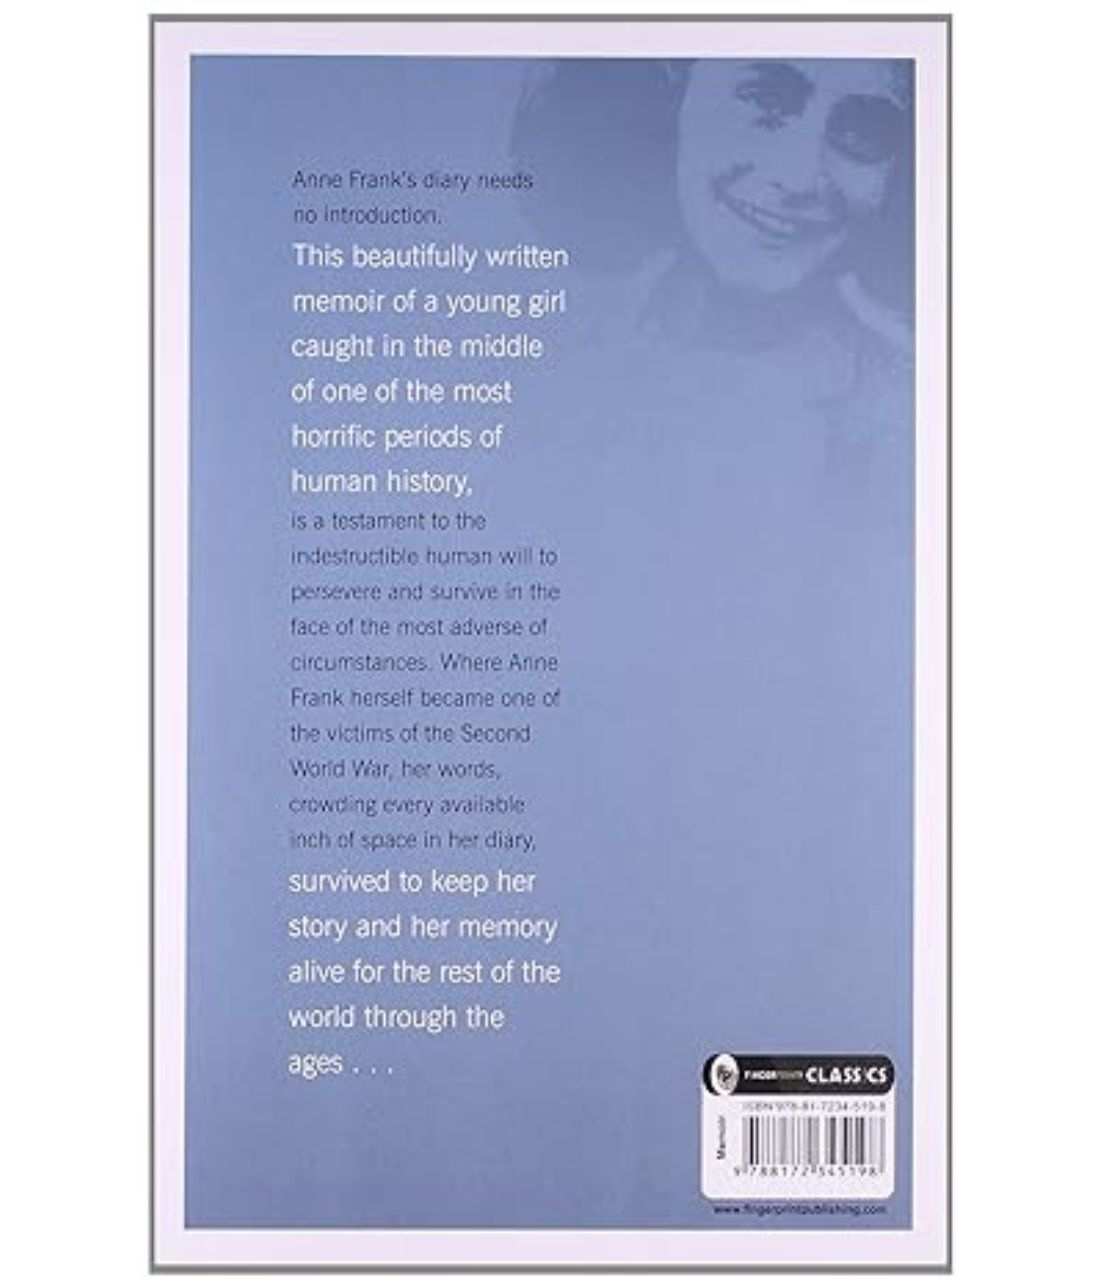 Anne Frank's diary needs
no introduction.
This beautifully written
memoir of a young girl
caught in the middle
of one of the most
horrific periods of
human history,
is a testament to the
indestructible human will to
persevere and survive in the
face of the most adverse of
circumstances. Where Anne
Frank herself became one of
the victims of the Second
World War, her words,
crowding every available
inch of space in her diary,
survived to keep her
story and her memory
alive for the rest of the
world through the
ages . . .
FINGERPRINT CLASSICS
ISBN 978-81-7234-519-8
Memoir
9 788172 345198
www.fingerprintpublishing.com